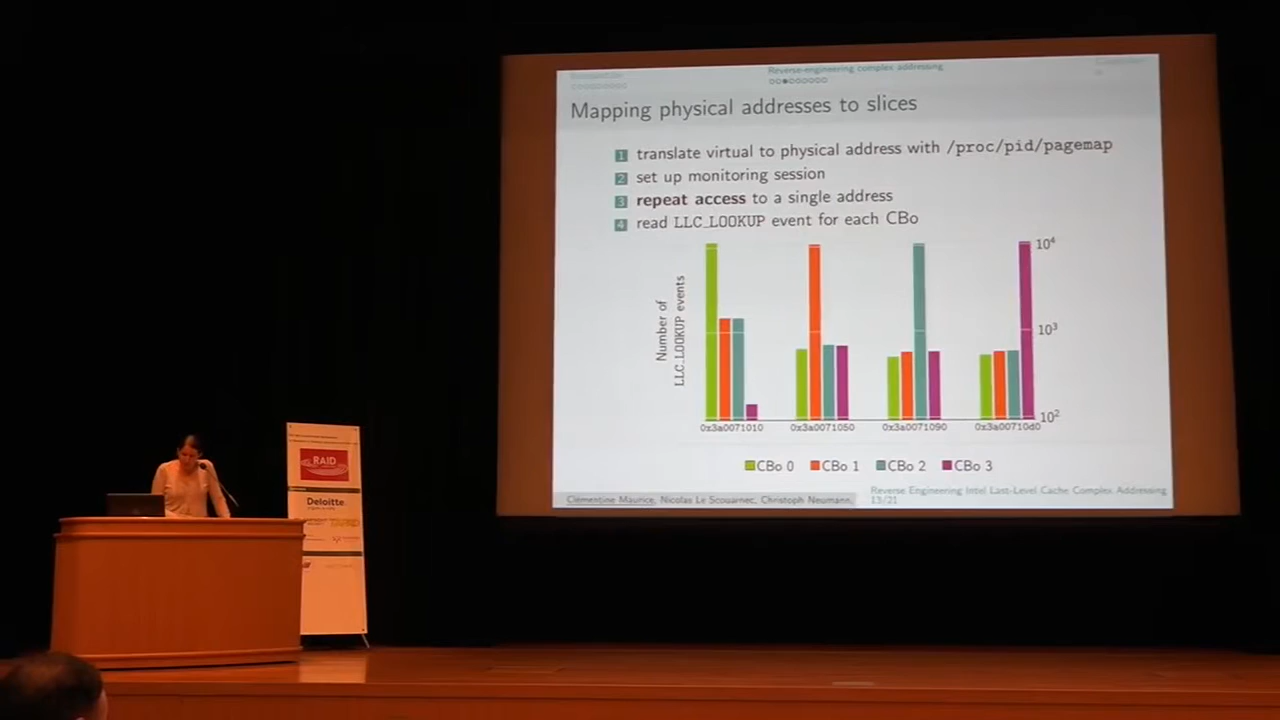 Reverse-engineering complex addressing
Mapping physical addresses to slices
1 translate virtual to physical address with /proc/pid/pagemap
2 set up monitoring session
3 repeat access to a single address
4 read LLC_LOOKUP event for each CBo
Number of
LLC_LOOKUP events
10⁴
10³
10²
0x3a0071010 0x3a0071050 0x3a0071090 0x3a00710d0
CBo 0 CBo 1 CBo 2 CBo 3
Clémentine Maurice, Nicolas Le Scouarnec, Christoph Neumann,
Reverse Engineering Intel Last-Level Cache Complex Addressing
13/21
RAID
Deloitte.